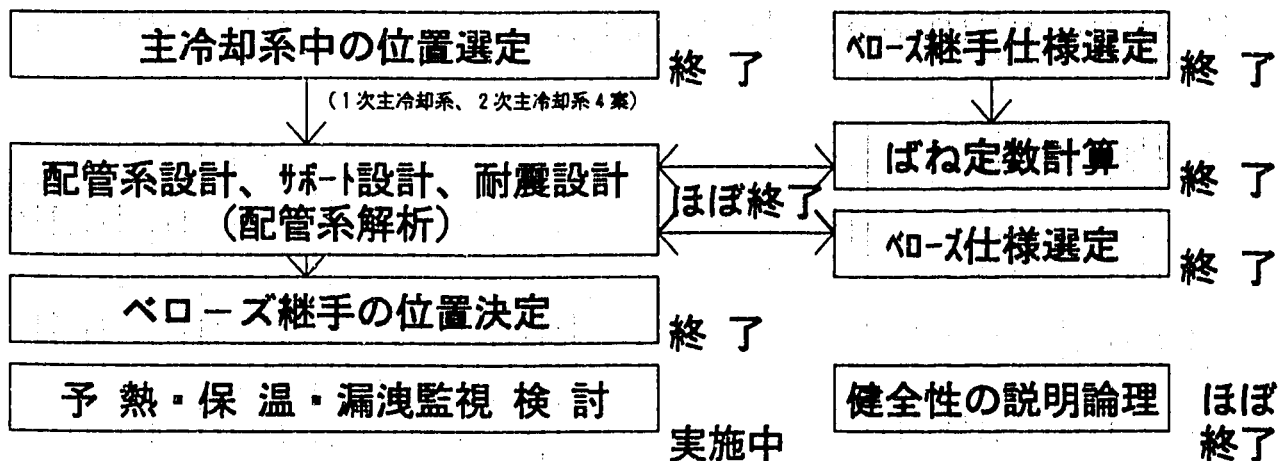 主冷却系中の位置選定
終 了
ベローズ継手仕様選定
終 了
(1次主冷却系、2次主冷却系4案)
配管系設計、サポート設計、耐震設計
(配管系解析)
ほぼ終了
ばね定数計算
終 了
ベローズ仕様選定
終 了
ベローズ継手の位置決定
終 了
予 熱・保 温・漏洩監視 検 討
実施中
健全性の説明論理
ほぼ
終了